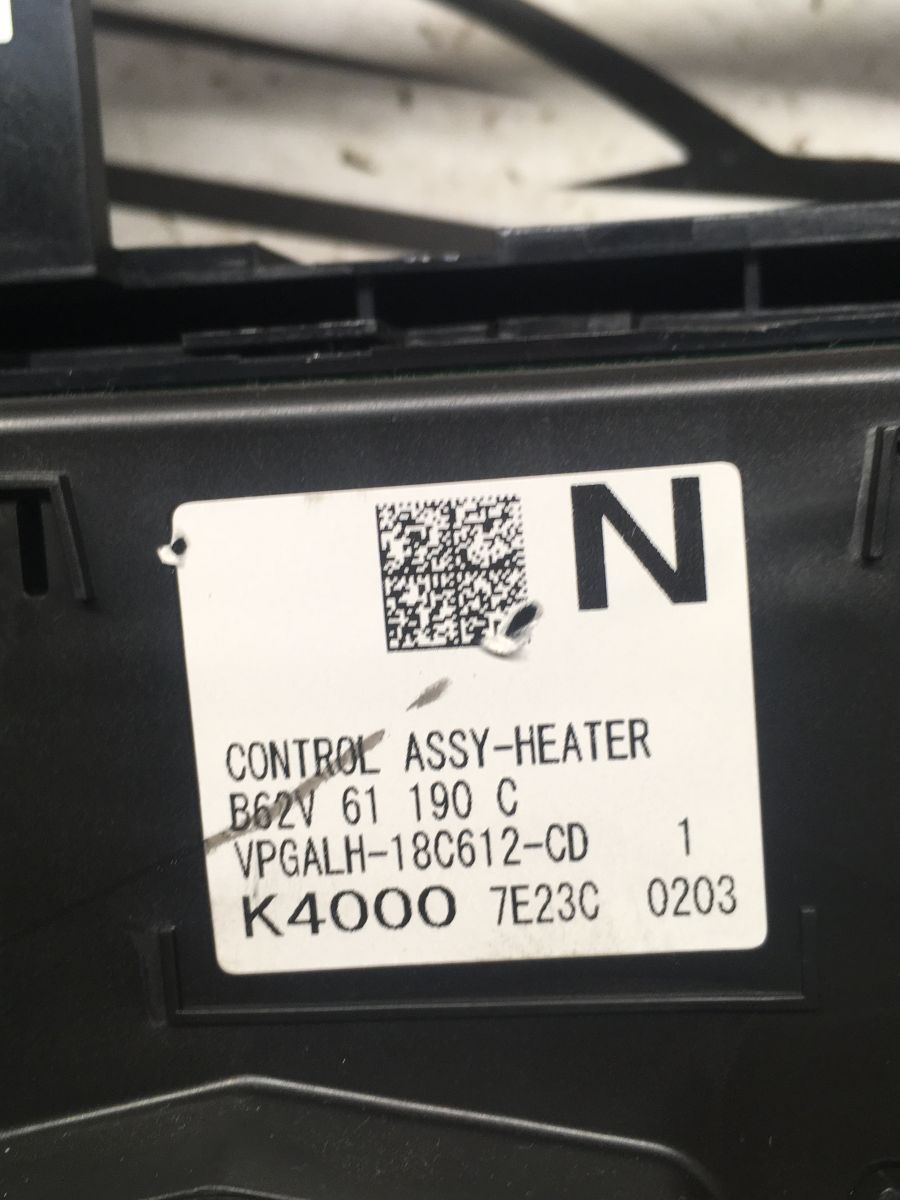 N
CONTROL ASSY-HEATER
B62V 61 190 C
VPGALH-18C612-CD 1
K4000 7E23C 0203